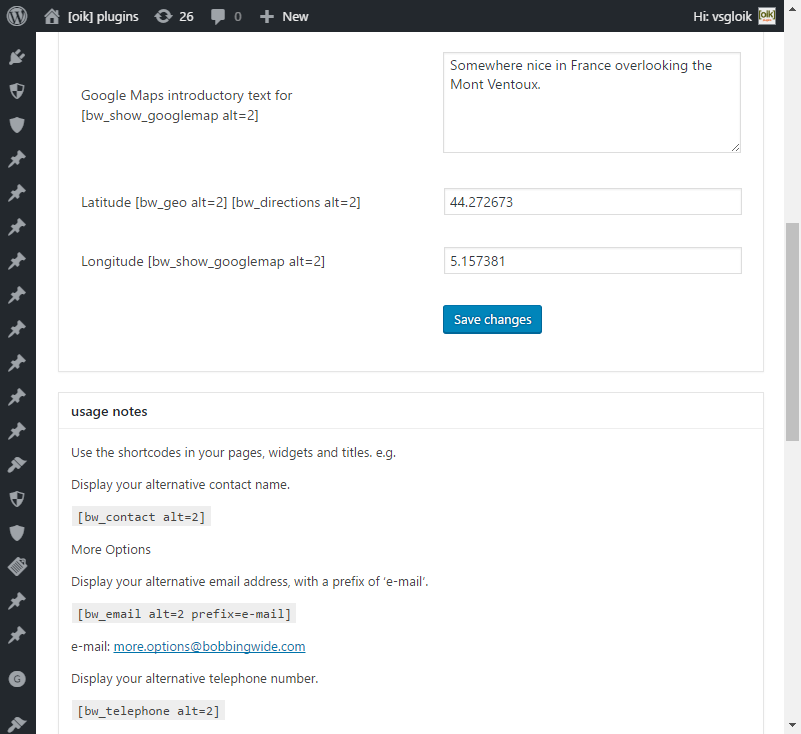 [oik] plugins 26 0 New Hi: vsgloik [oik]
Somewhere nice in France overlooking the
Mont Ventoux.
Google Maps introductory text for
[bw_show_googlemap alt=2]
Latitude [bw_geo alt=2] [bw_directions alt=2] 44.272673
Longitude [bw_show_googlemap alt=2] 5.157381
Save changes
usage notes
Use the shortcodes in your pages, widgets and titles. e.g.
Display your alternative contact name.
[bw_contact alt=2]
More Options
Display your alternative email address, with a prefix of ‘e-mail’.
[bw_email alt=2 prefix=e-mail]
e-mail: more.options@bobbingwide.com
Display your alternative telephone number.
[bw_telephone alt=2]
G